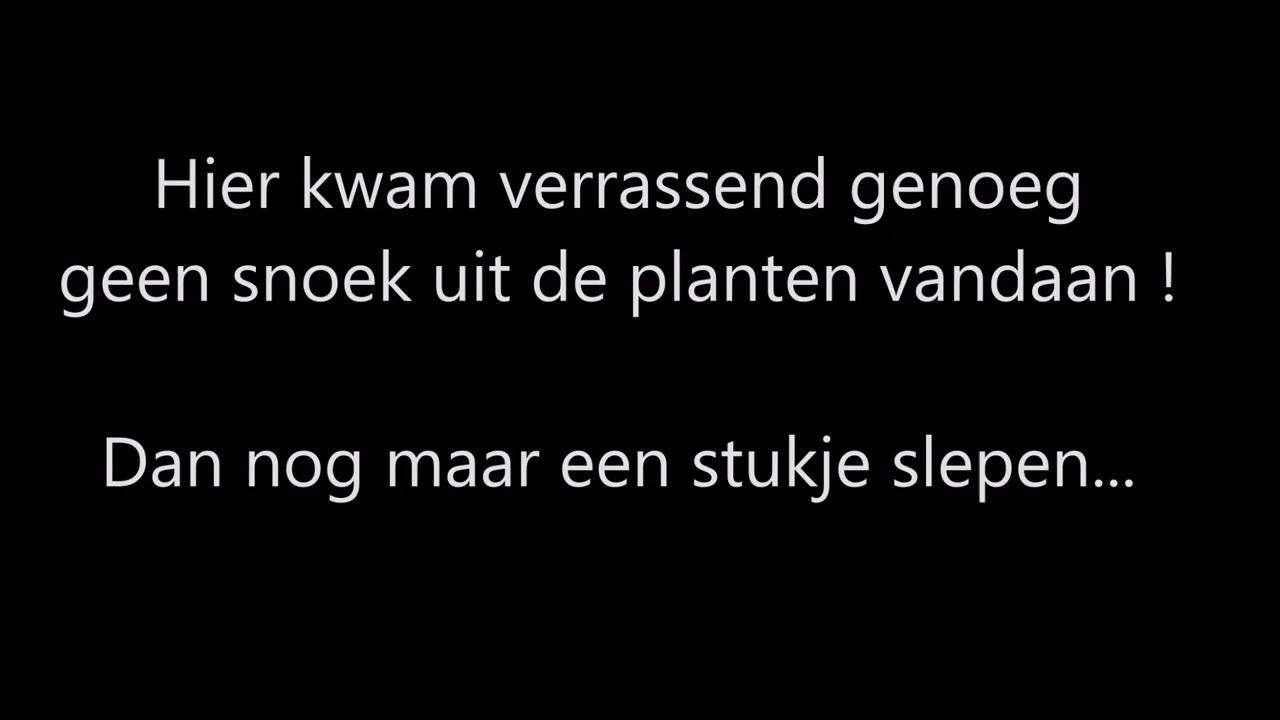 Hier kwam verrassend genoeg
geen snoek uit de planten vandaan !
Dan nog maar een stukje slepen...